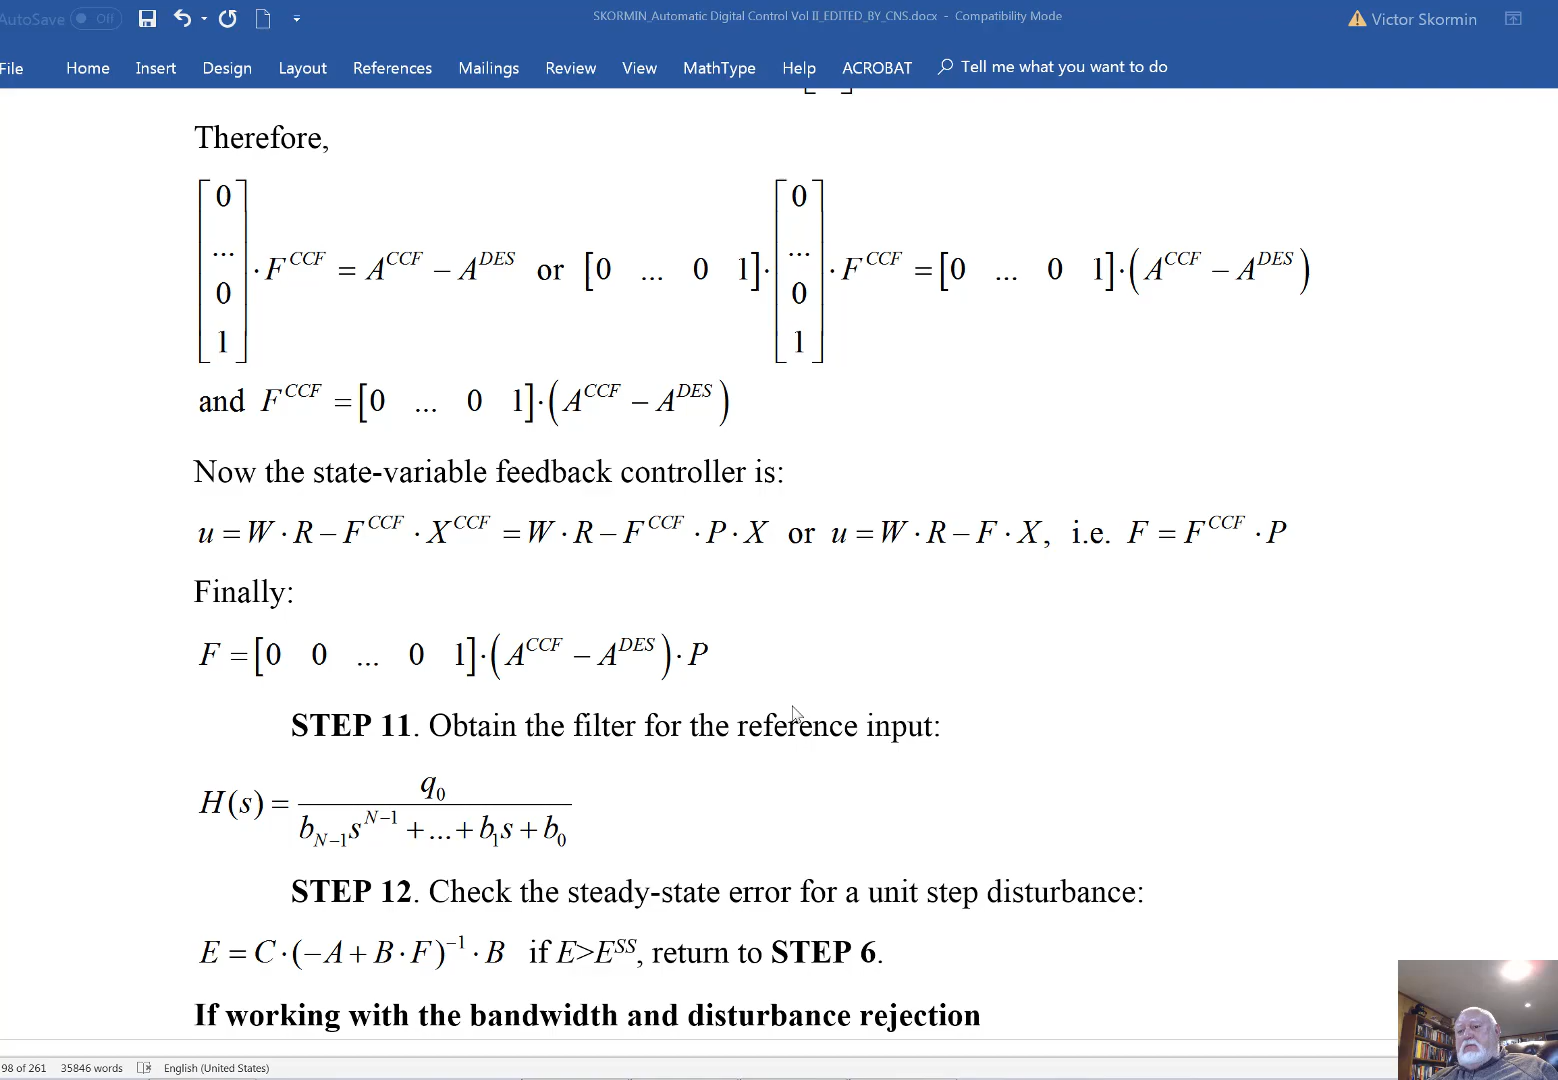 AutoSave Off SKORMIN_Automatic Digital Control Vol II_EDITED_BY_CNS.docx - Compatibility Mode Victor Skormin
File Home Insert Design Layout References Mailings Review View MathType Help ACROBAT Tell me what you want to do
Therefore,
[0 ... 0 1] · F^CCF = A^CCF − A^DES or [0 ... 0 1] · [0 ... 0 1] · F^CCF = [0 ... 0 1] · (A^CCF − A^DES)
and F^CCF = [0 ... 0 1] · (A^CCF − A^DES)
Now the state-variable feedback controller is:
u = W · R − F^CCF · X^CCF = W · R − F^CCF · P · X or u = W · R − F · X, i.e. F = F^CCF · P
Finally:
F = [0 0 ... 0 1] · (A^CCF − A^DES) · P
STEP 11. Obtain the filter for the reference input:
H(s) = q_0 / (b_{N−1}s^{N−1} + ... + b_1s + b_0)
STEP 12. Check the steady-state error for a unit step disturbance:
E = C · (−A + B · F)^{−1} · B if E>E^SS, return to STEP 6.
If working with the bandwidth and disturbance rejection
98 of 261 35846 words English (United States)